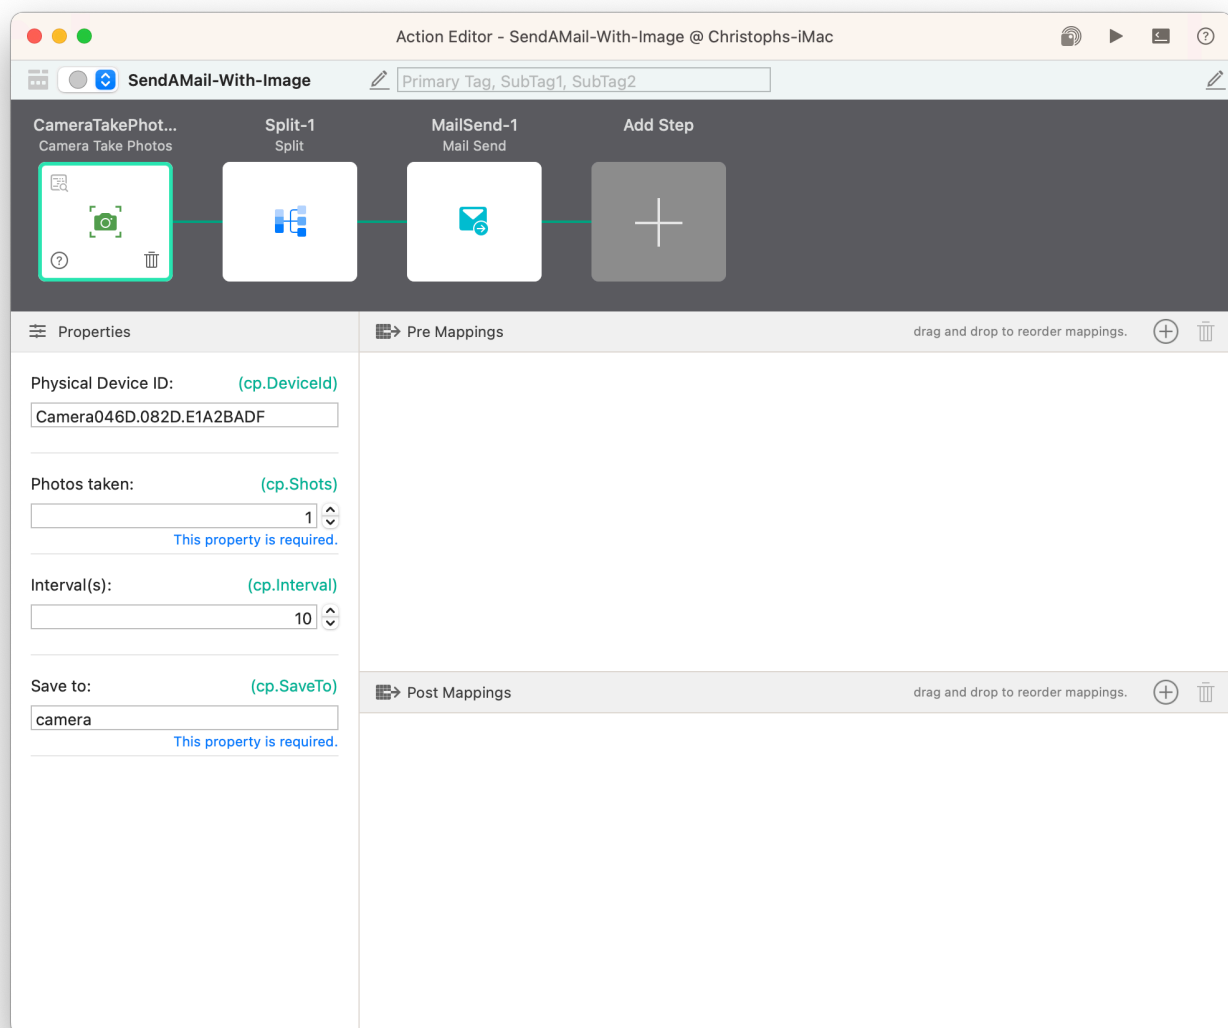 Action Editor - SendAMail-With-Image @ Christophs-iMac
SendAMail-With-Image
Primary Tag, SubTag1, SubTag2
CameraTakePhot...
Camera Take Photos
Split-1
Split
MailSend-1
Mail Send
Add Step
Properties
Physical Device ID: (cp.DeviceId)
Camera046D.082D.E1A2BADF
Photos taken: (cp.Shots)
1
This property is required.
Interval(s): (cp.Interval)
10
Save to: (cp.SaveTo)
camera
This property is required.
Pre Mappings drag and drop to reorder mappings.
Post Mappings drag and drop to reorder mappings.